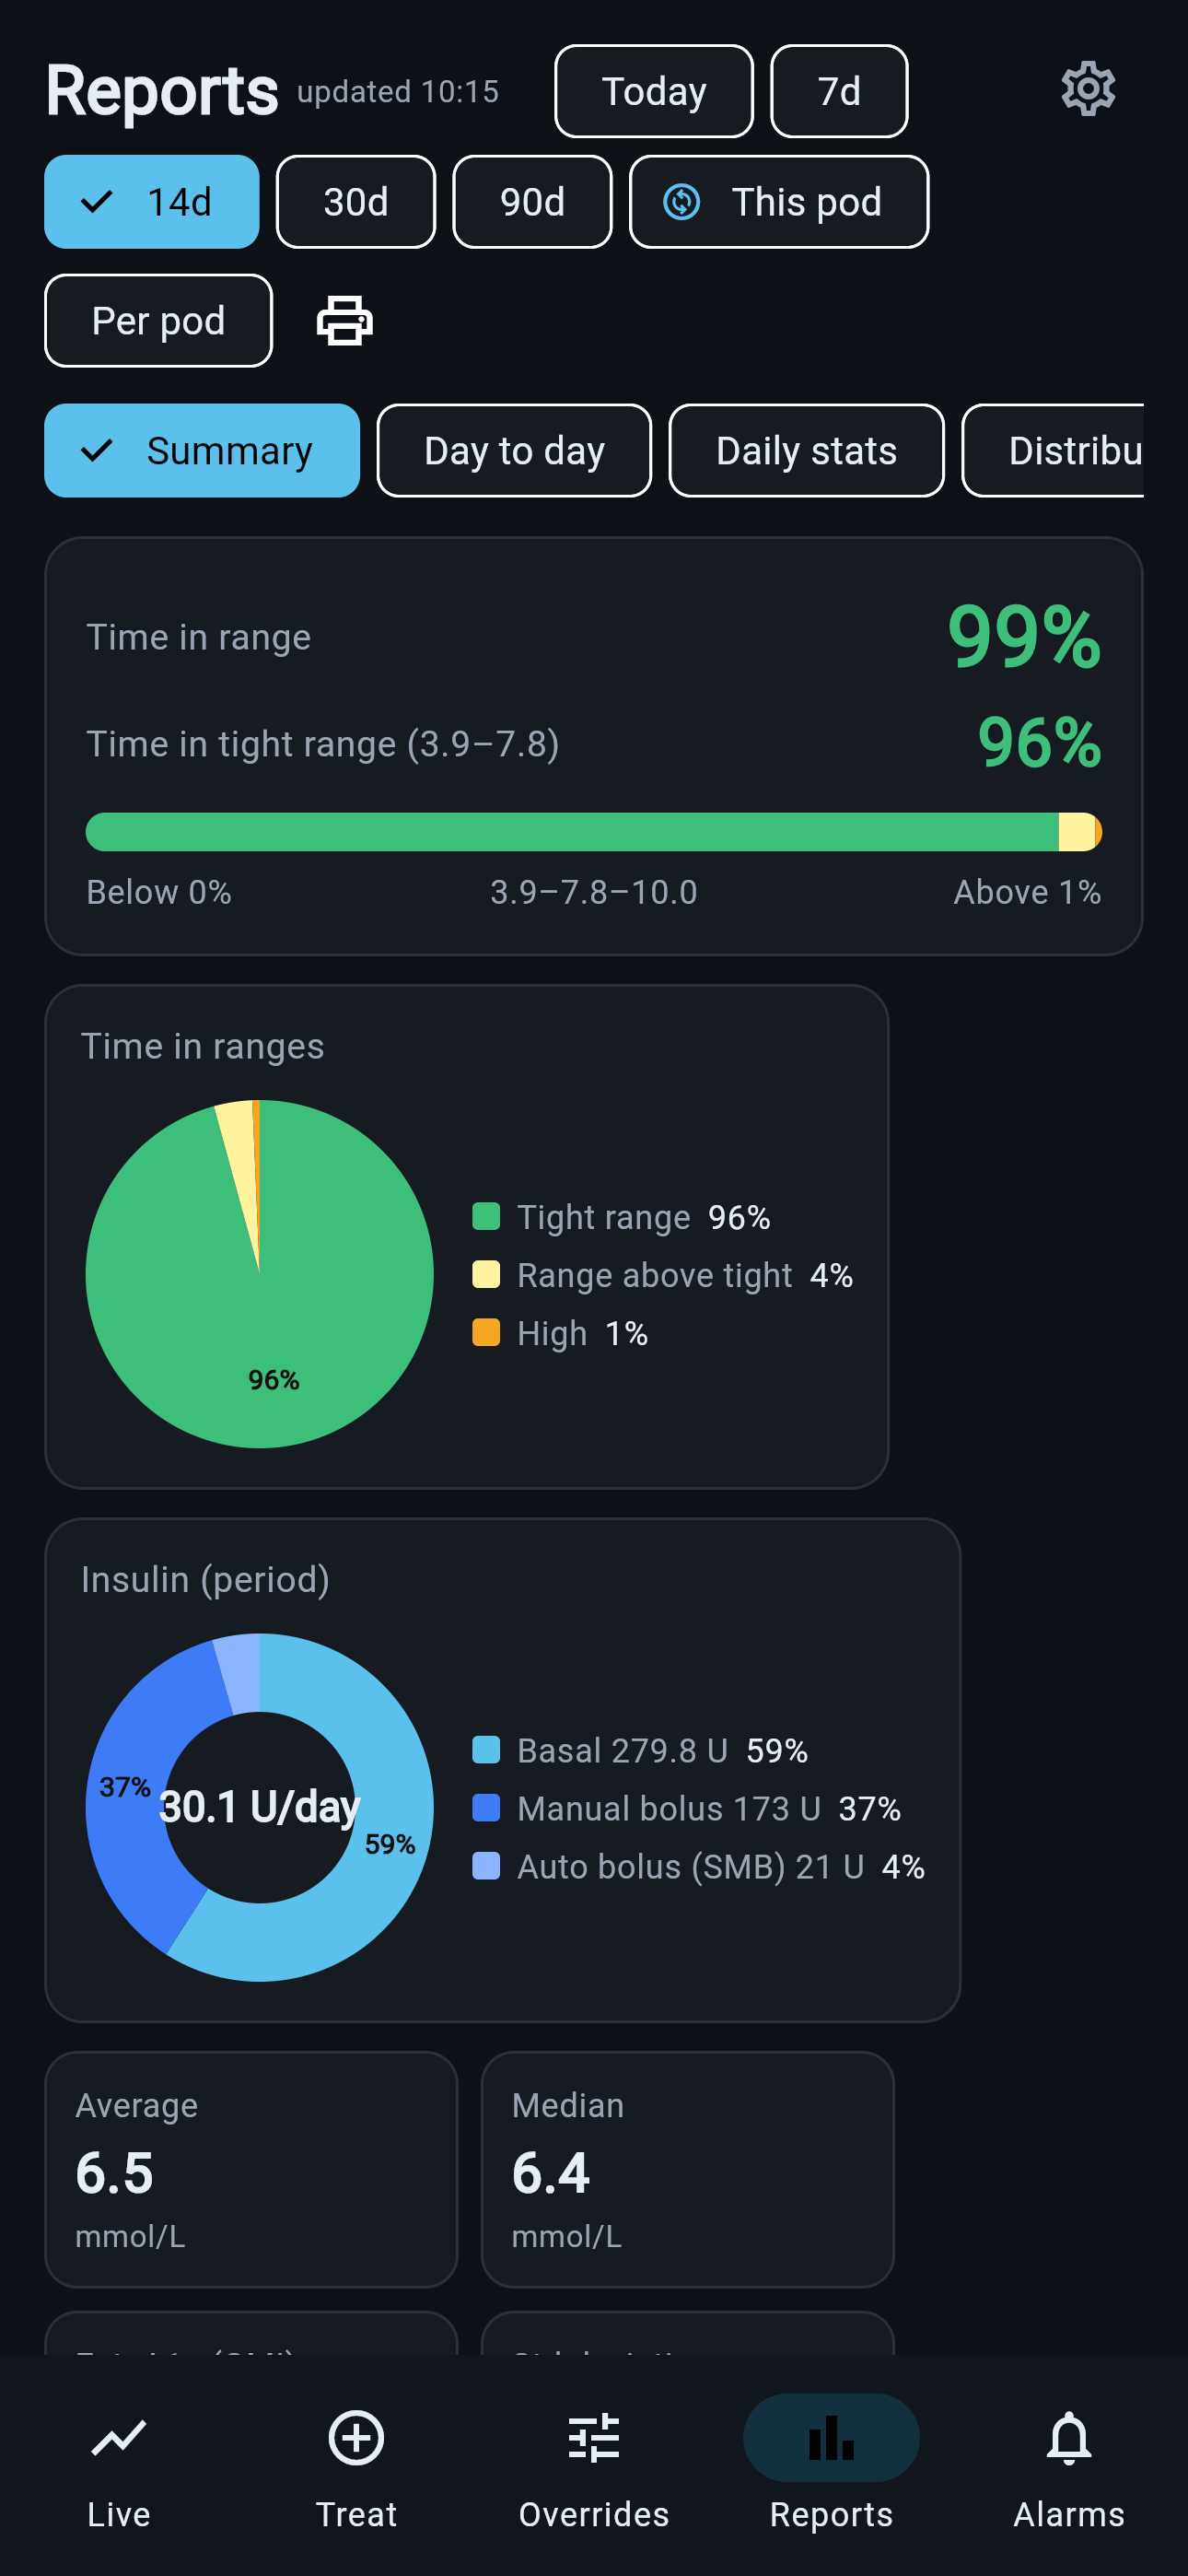 Reports updated 10:15 Today 7d
14d 30d 90d This pod
Per pod
Summary Day to day Daily stats Distribu
Time in range 99%
Time in tight range (3.9–7.8) 96%
Below 0% 3.9–7.8–10.0 Above 1%
Time in ranges
Tight range 96%
Range above tight 4%
High 1%
96%
Insulin (period)
Basal 279.8 U 59%
Manual bolus 173 U 37%
Auto bolus (SMB) 21 U 4%
37% 30.1 U/day 59%
Average Median
6.5 6.4
mmol/L mmol/L
Live Treat Overrides Reports Alarms